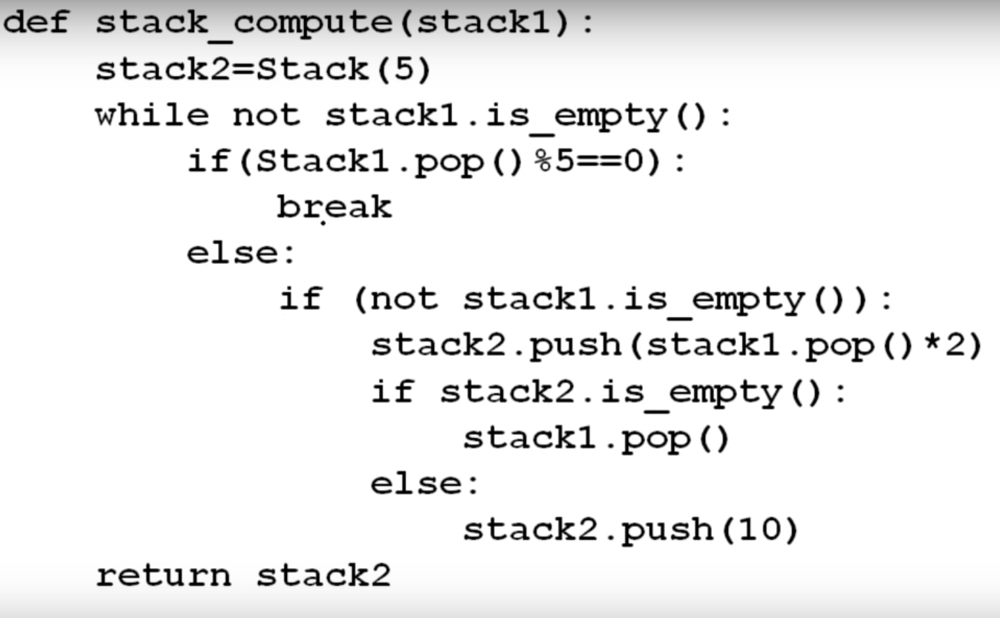 def stack_compute(stack1):
    stack2=Stack(5)
    while not stack1.is_empty():
        if(Stack1.pop()%5==0):
            break
        else:
            if (not stack1.is_empty()):
                stack2.push(stack1.pop()*2)
                if stack2.is_empty():
                    stack1.pop()
                else:
                    stack2.push(10)
    return stack2